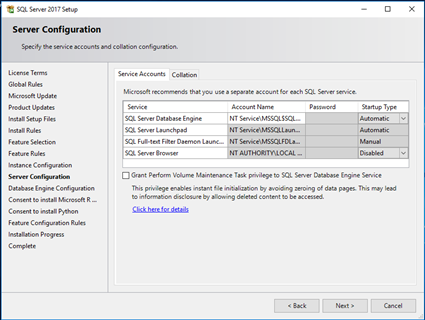 SQL Server 2017 Setup
Server Configuration
Specify the service accounts and collation configuration.
License Terms
Global Rules
Microsoft Update
Product Updates
Install Setup Files
Install Rules
Feature Selection
Feature Rules
Instance Configuration
Server Configuration
Database Engine Configuration
Consent to install Microsoft R ...
Consent to install Python
Feature Configuration Rules
Installation Progress
Complete
Service Accounts Collation
Microsoft recommends that you use a separate account for each SQL Server service.
Service Account Name Password Startup Type
SQL Server Database Engine NT Service\MSSQL$SQL... Automatic
SQL Server Launchpad NT Service\MSSQLLaun... Automatic
SQL Full-text Filter Daemon Launc... NT Service\MSSQLFDLa... Manual
SQL Server Browser NT AUTHORITY\LOCAL ... Disabled
Grant Perform Volume Maintenance Task privilege to SQL Server Database Engine Service
This privilege enables instant file initialization by avoiding zeroing of data pages. This may lead
to information disclosure by allowing deleted content to be accessed.
Click here for details
< Back Next > Cancel